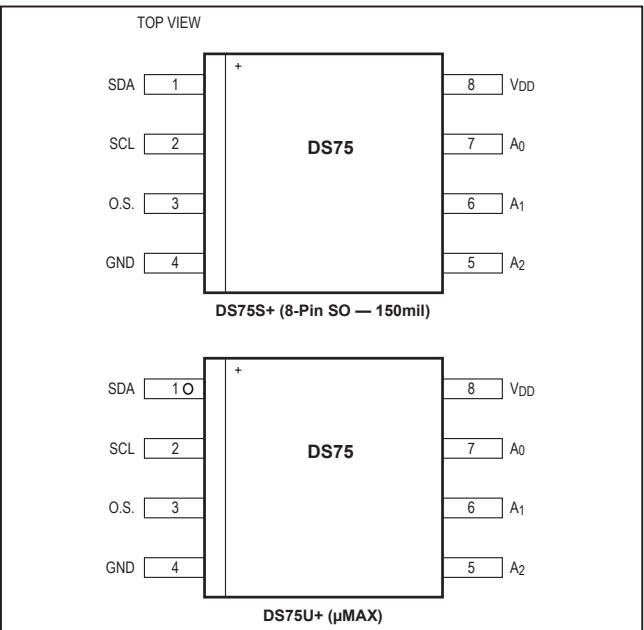 TOP VIEW
+
SDA 1 8 VDD
SCL 2 DS75 7 A0
O.S. 3 6 A1
GND 4 5 A2
DS75S+ (8-Pin SO — 150mil)
+
SDA 1 O 8 VDD
SCL 2 DS75 7 A0
O.S. 3 6 A1
GND 4 5 A2
DS75U+ (µMAX)